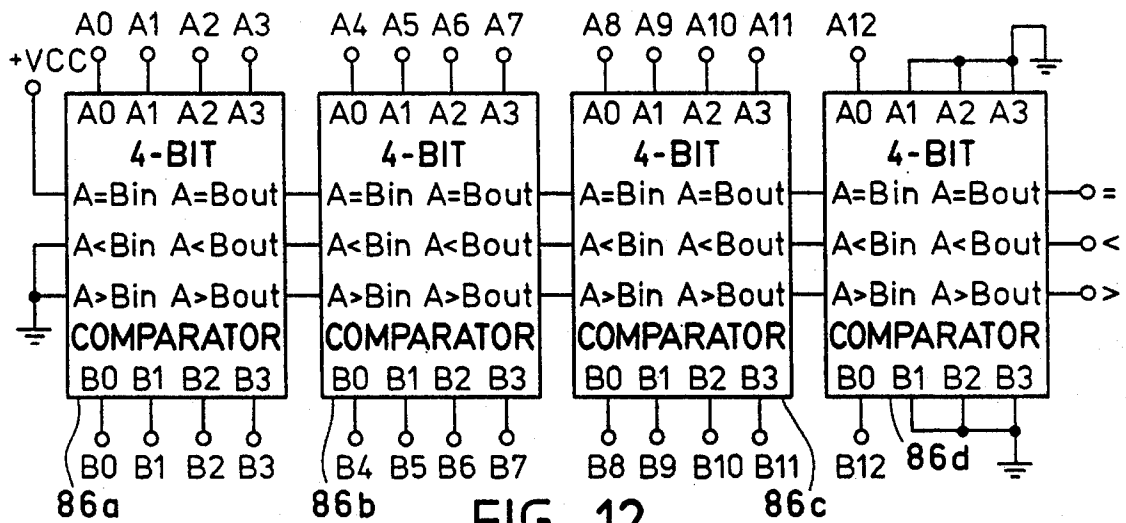 A0 A1 A2 A3 A4 A5 A6 A7 A8 A9 A10 A11 A12
+VCC
A0 A1 A2 A3 A0 A1 A2 A3 A0 A1 A2 A3 A0 A1 A2 A3
4-BIT 4-BIT 4-BIT 4-BIT
A=Bin A=Bout A=Bin A=Bout A=Bin A=Bout A=Bin A=Bout =
A<Bin A<Bout A<Bin A<Bout A<Bin A<Bout A<Bin A<Bout <
A>Bin A>Bout A>Bin A>Bout A>Bin A>Bout A>Bin A>Bout >
COMPARATOR COMPARATOR COMPARATOR COMPARATOR
B0 B1 B2 B3 B0 B1 B2 B3 B0 B1 B2 B3 B0 B1 B2 B3
B0 B1 B2 B3 B4 B5 B6 B7 B8 B9 B10 B11 B12 86d
86a 86b FIG. 12 86c